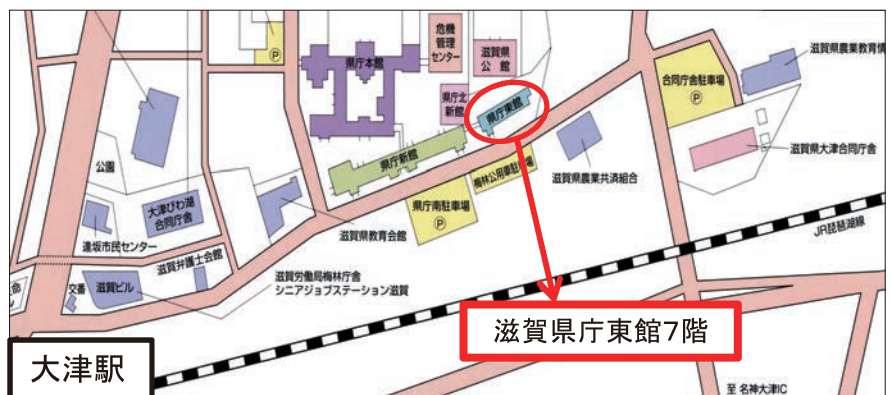 危機
管理
センター
滋賀県
公 館
県庁本館
県庁北
新館
県庁東館
県庁新館
梅林公用車駐車場
県庁南駐車場
Ⓟ
Ⓟ
合同庁舎駐車場
Ⓟ
滋賀県農業教育情
滋賀県大津合同庁舎
滋賀県農業共済組合
公園
大津びわ湖
合同庁舎
逢坂市民センター
滋賀県教育会館
滋賀弁護士会館
滋賀労働局梅林庁舎
シニアジョブステーション滋賀
交番
滋賀ビル
JR琵琶湖線
滋賀県庁東館7階
大津駅
至 名神大津IC